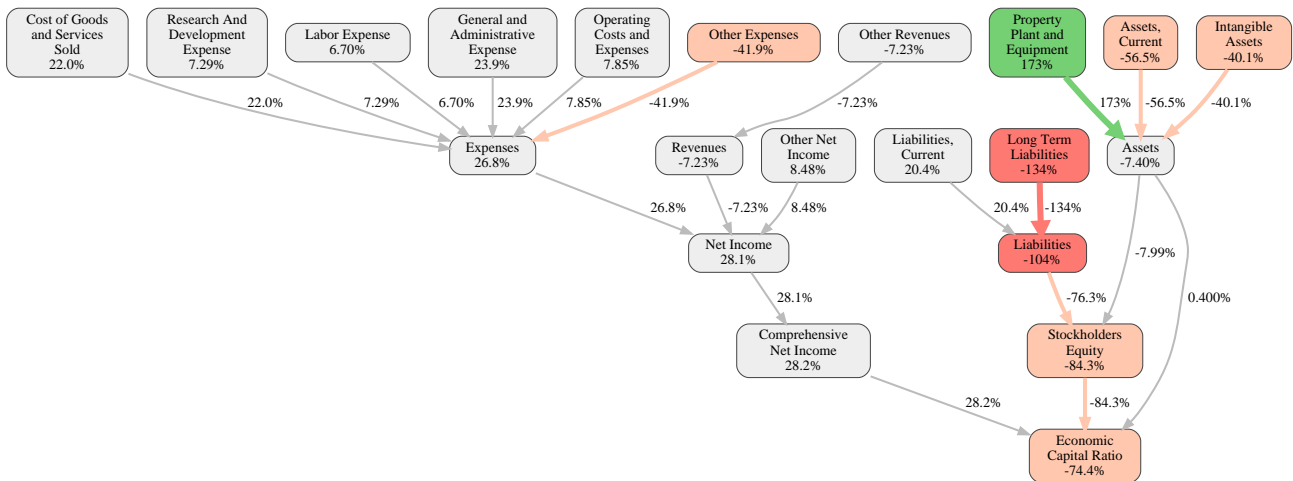 Cost of Goods
and Services
Sold
22.0%
Research And
Development
Expense
7.29%
Labor Expense
6.70%
General and
Administrative
Expense
23.9%
Operating
Costs and
Expenses
7.85%
Other Expenses
-41.9%
Other Revenues
-7.23%
Property
Plant and
Equipment
173%
Assets,
Current
-56.5%
Intangible
Assets
-40.1%
22.0%
7.29%
6.70%
23.9%
7.85%
-41.9%
-7.23%
173%
-56.5%
-40.1%
Expenses
26.8%
Revenues
-7.23%
Other Net
Income
8.48%
Liabilities,
Current
20.4%
Long Term
Liabilities
-134%
Assets
-7.40%
26.8%
-7.23%
8.48%
20.4%
-134%
Net Income
28.1%
Liabilities
-104%
-7.99%
28.1%
-76.3%
0.400%
Comprehensive
Net Income
28.2%
Stockholders
Equity
-84.3%
28.2%
-84.3%
Economic
Capital Ratio
-74.4%